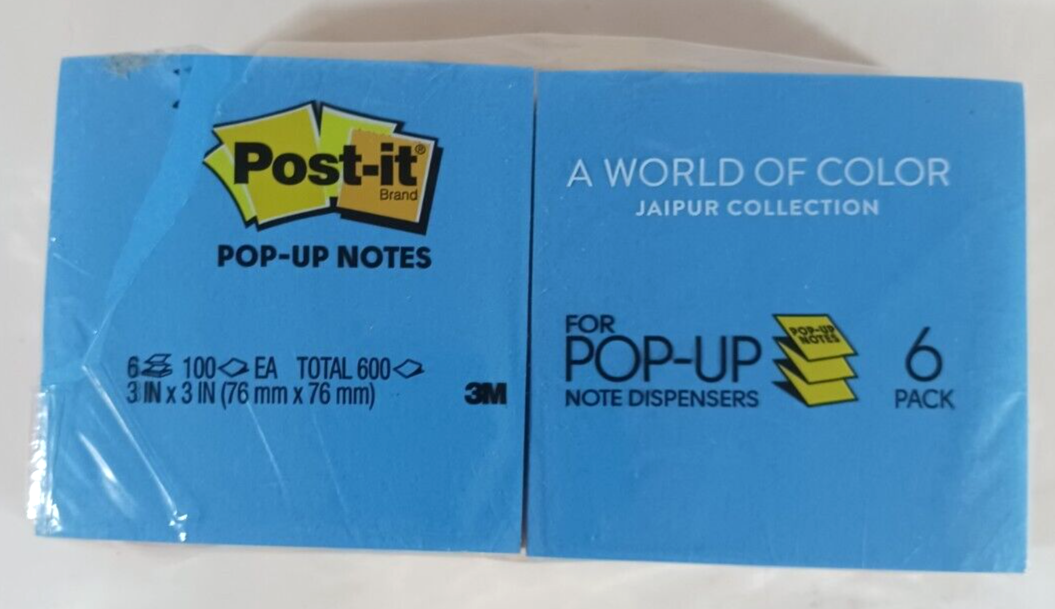 Post-it®
Brand
POP-UP NOTES
6 100 EA TOTAL 600
3 IN x 3 IN (76 mm x 76 mm)
3M
A WORLD OF COLOR
JAIPUR COLLECTION
FOR
POP-UP
NOTE DISPENSERS
POP-UP
NOTES
6
PACK